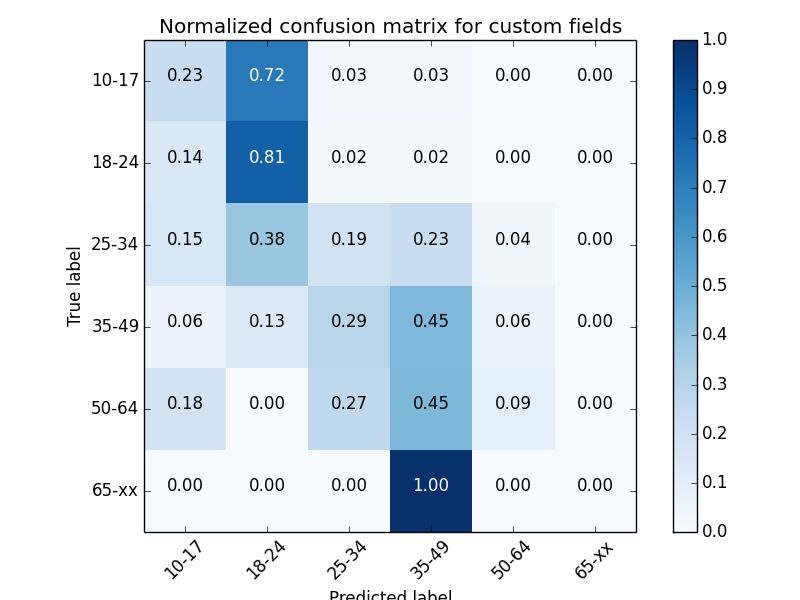 Normalized confusion matrix for custom fields
True label
10-17 0.23 0.72 0.03 0.03 0.00 0.00
18-24 0.14 0.81 0.02 0.02 0.00 0.00
25-34 0.15 0.38 0.19 0.23 0.04 0.00
35-49 0.06 0.13 0.29 0.45 0.06 0.00
50-64 0.18 0.00 0.27 0.45 0.09 0.00
65-xx 0.00 0.00 0.00 1.00 0.00 0.00
10-17 18-24 25-34 35-49 50-64 65-xx
Predicted label
1.0
0.9
0.8
0.7
0.6
0.5
0.4
0.3
0.2
0.1
0.0